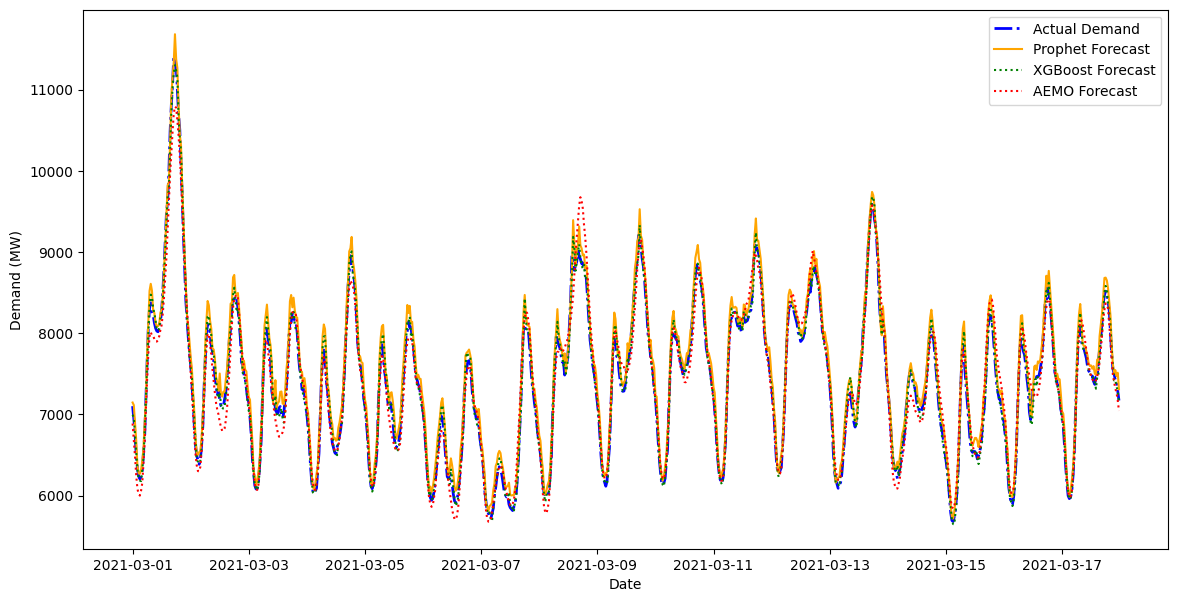 Actual Demand
Prophet Forecast
XGBoost Forecast
AEMO Forecast
Demand (MW)
11000
10000
9000
8000
7000
6000
2021-03-01
2021-03-03
2021-03-05
2021-03-07
2021-03-09
2021-03-11
2021-03-13
2021-03-15
2021-03-17
Date